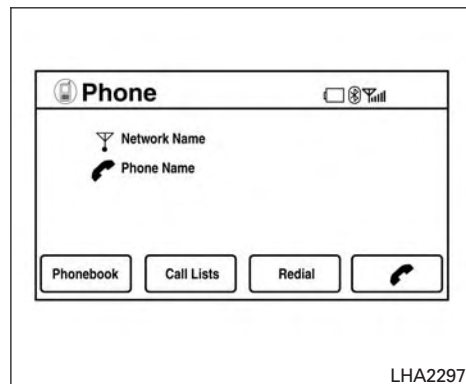 Phone
Network Name
Phone Name
Phonebook Call Lists Redial
LHA2297